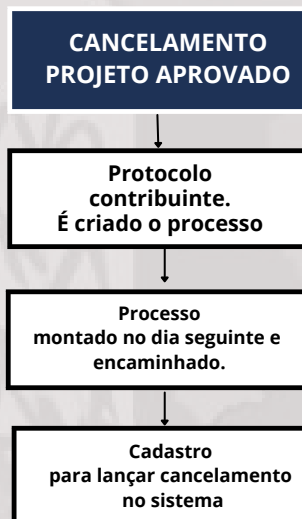 CANCELAMENTO
PROJETO APROVADO
Protocolo
contribuinte.
É criado o processo
Processo
montado no dia seguinte e
encaminhado.
Cadastro
para lançar cancelamento
no sistema